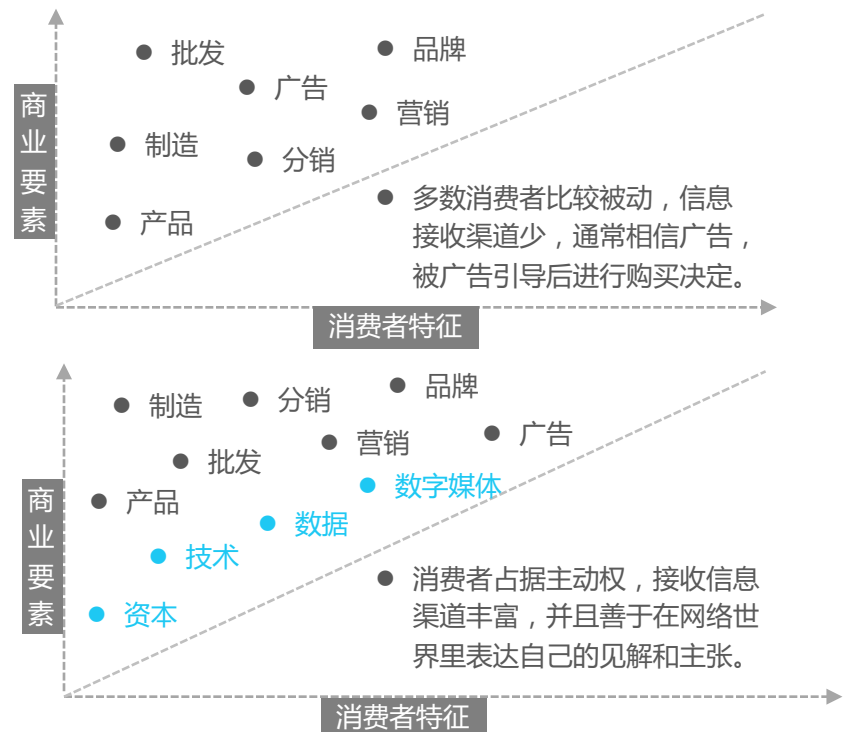 批发
品牌
广告
营销
制造
分销
产品
商业要素
多数消费者比较被动，信息
接收渠道少，通常相信广告，
被广告引导后进行购买决定。
消费者特征
品牌
分销
制造
广告
营销
批发
数字媒体
产品
数据
技术
资本
商业要素
消费者占据主动权，接收信息
渠道丰富，并且善于在网络世
界里表达自己的见解和主张。
消费者特征